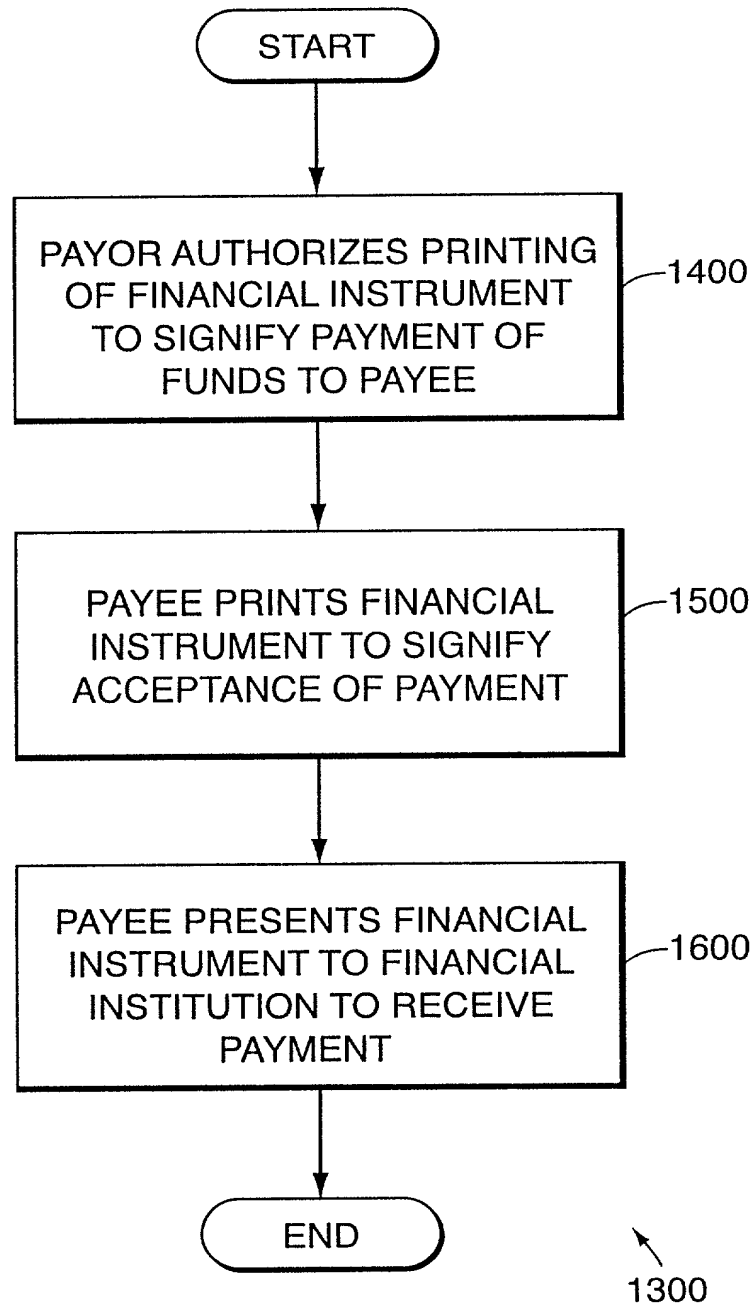 START
PAYOR AUTHORIZES PRINTING
OF FINANCIAL INSTRUMENT
TO SIGNIFY PAYMENT OF
FUNDS TO PAYEE
1400
PAYEE PRINTS FINANCIAL
INSTRUMENT TO SIGNIFY
ACCEPTANCE OF PAYMENT
1500
PAYEE PRESENTS FINANCIAL
INSTRUMENT TO FINANCIAL
INSTITUTION TO RECEIVE
PAYMENT
1600
END
1300